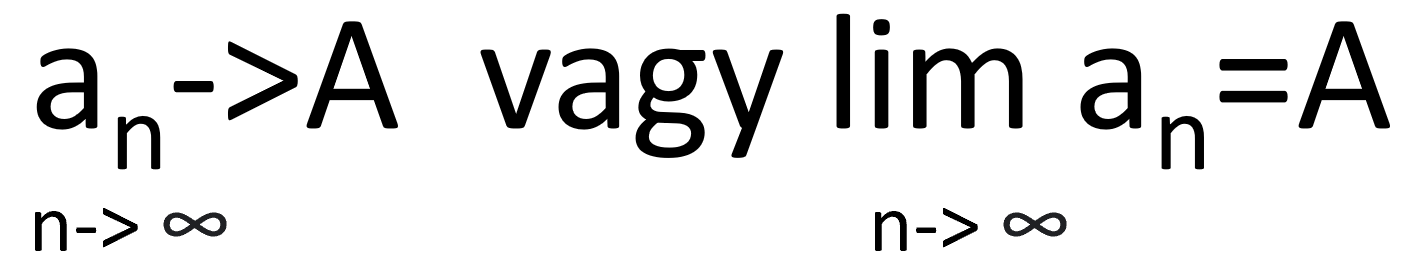 aₙ->A vagy lim aₙ=A
n-> ∞ n-> ∞